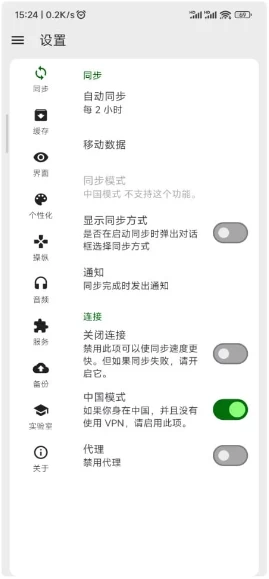 15:24 | 0.2K/s
69
设置
同步
缓存
界面
个性化
操纵
音频
服务
备份
实验室
关于
同步
自动同步
每 2 小时
移动数据
同步模式
中国模式 不支持这个功能。
显示同步方式
是否在启动同步时弹出对话
框选择同步方式
通知
同步完成时发出通知
连接
关闭连接
禁用此项可以使同步速度更
快。但如果同步失败，请开
启它。
中国模式
如果你身在中国，并且没有
使用 VPN，请启用此项。
代理
禁用代理